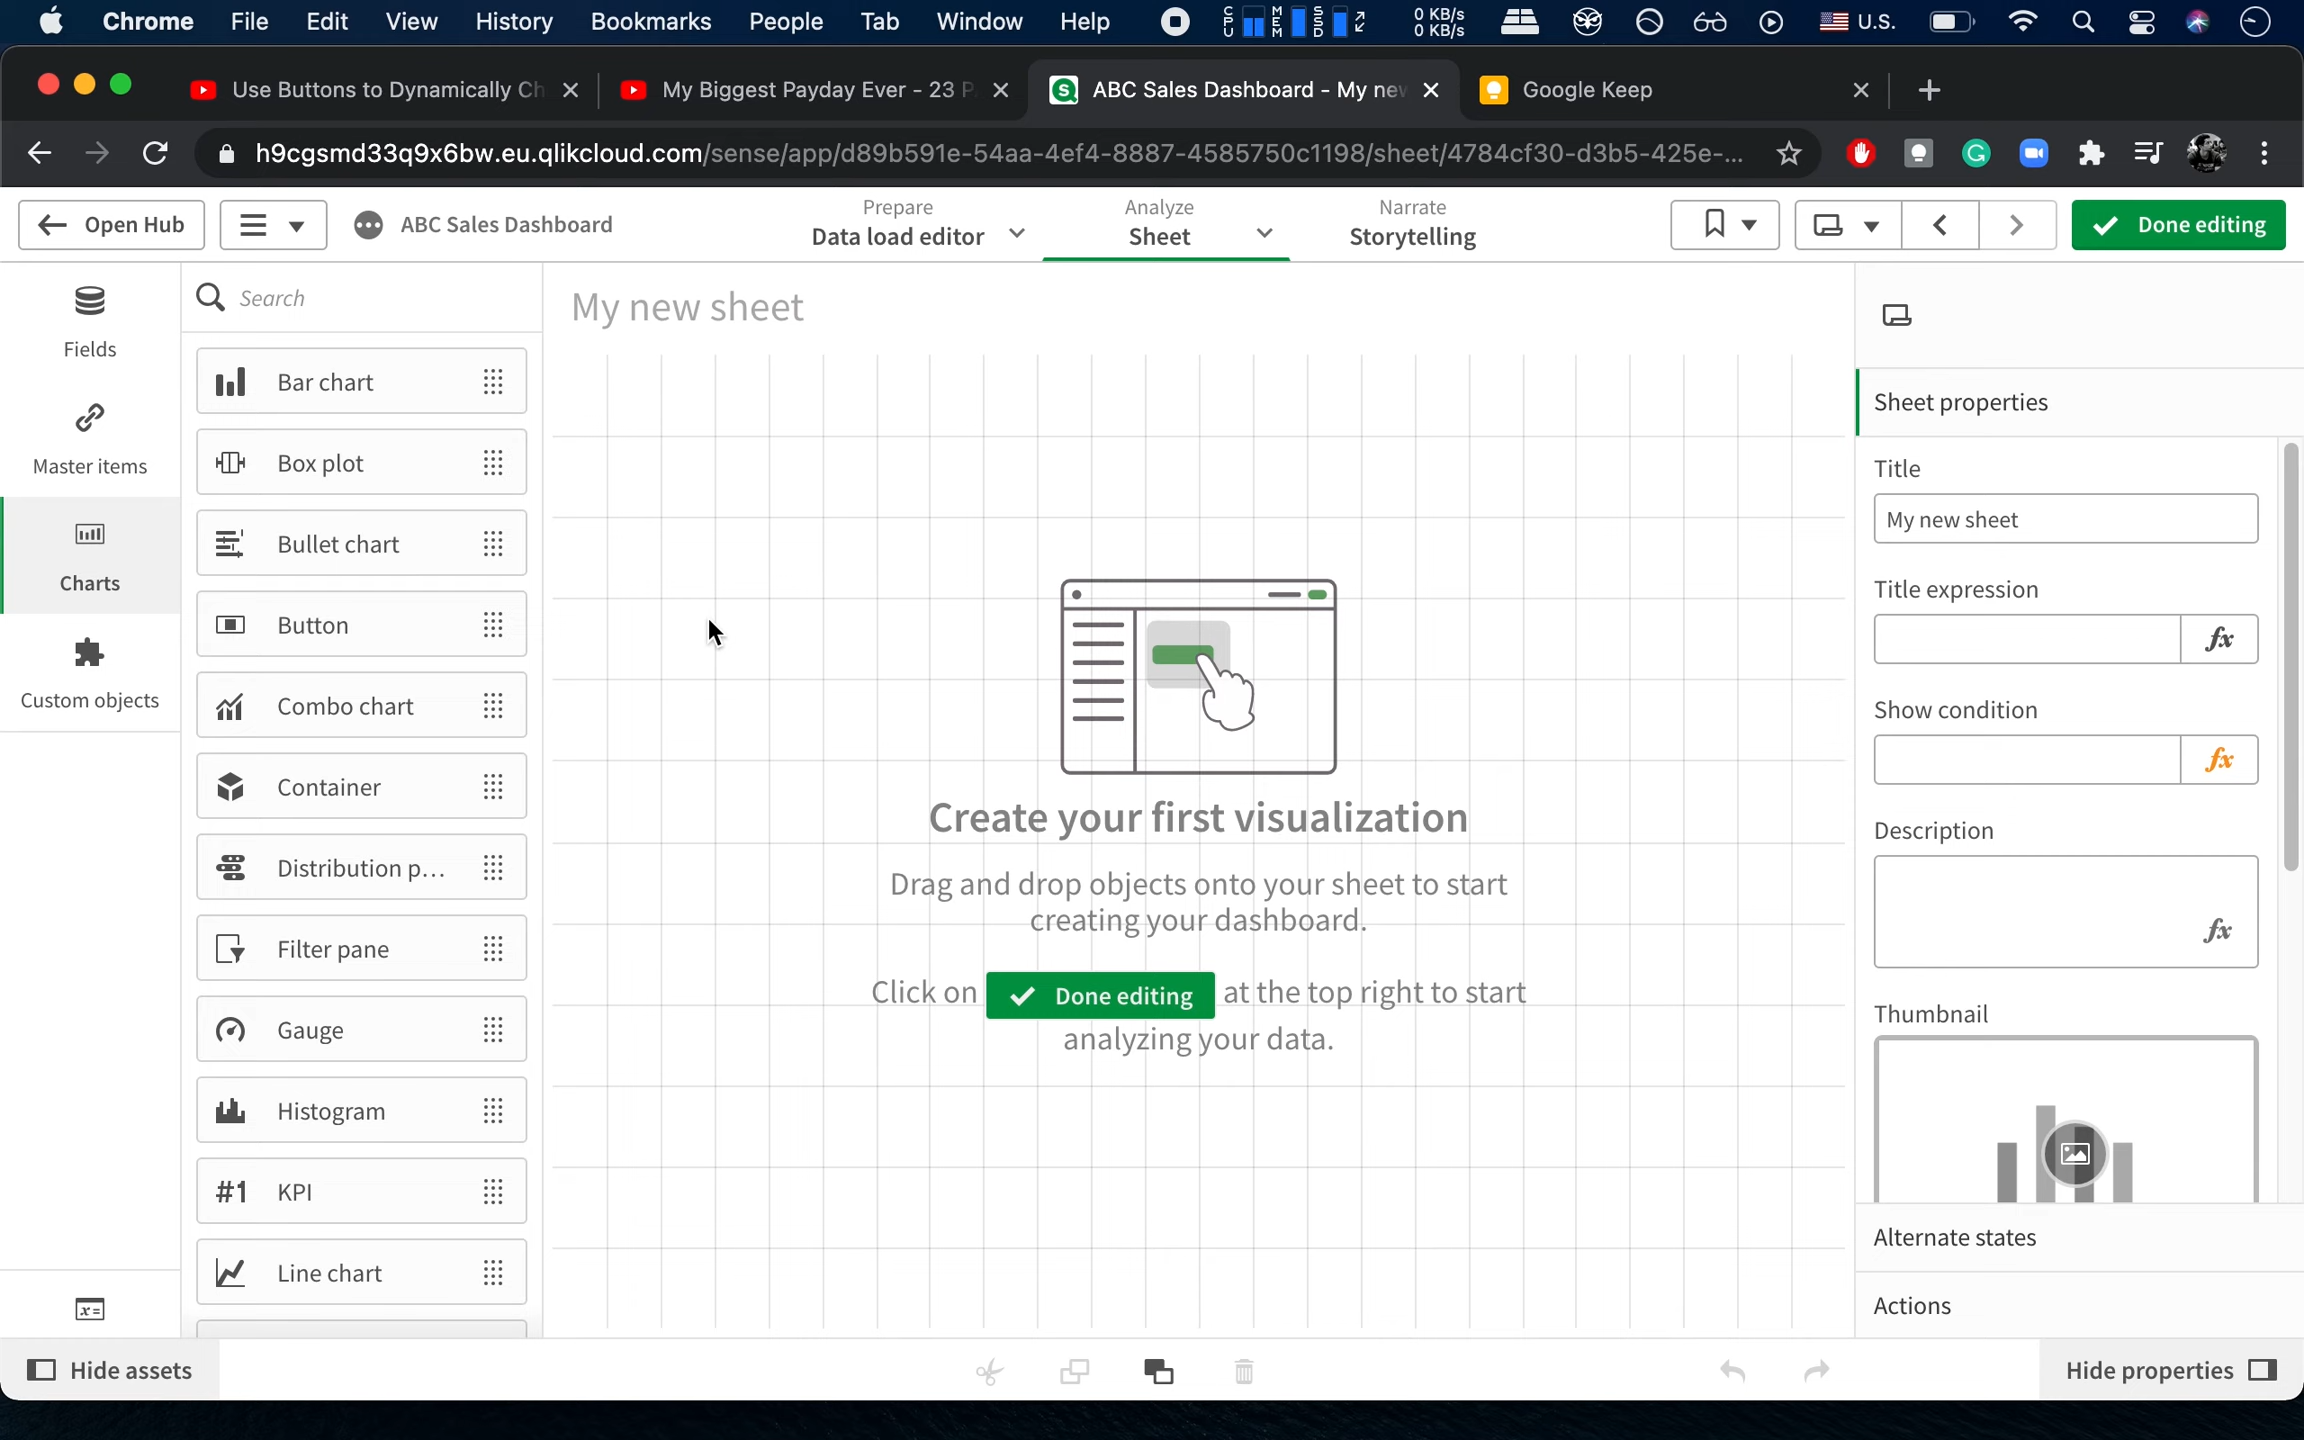 Chrome File Edit View History Bookmarks People Tab Window Help
CPU MEM SSD 0 KB/s 0 KB/s U.S.
Use Buttons to Dynamically Ch
My Biggest Payday Ever - 23 P
ABC Sales Dashboard - My nev
Google Keep
h9cgsmd33q9x6bw.eu.qlikcloud.com/sense/app/d89b591e-54aa-4ef4-8887-4585750c1198/sheet/4784cf30-d3b5-425e-...
Open Hub
ABC Sales Dashboard
Prepare
Data load editor
Analyze
Sheet
Narrate
Storytelling
Done editing
Fields
Master items
Charts
Custom objects
Search
Bar chart
Box plot
Bullet chart
Button
Combo chart
Container
Distribution p...
Filter pane
Gauge
Histogram
#1 KPI
Line chart
My new sheet
Create your first visualization
Drag and drop objects onto your sheet to start
creating your dashboard.
Click on Done editing at the top right to start
analyzing your data.
Sheet properties
Title
My new sheet
Title expression
fx
Show condition
fx
Description
fx
Thumbnail
Alternate states
Actions
x=
Hide assets
Hide properties